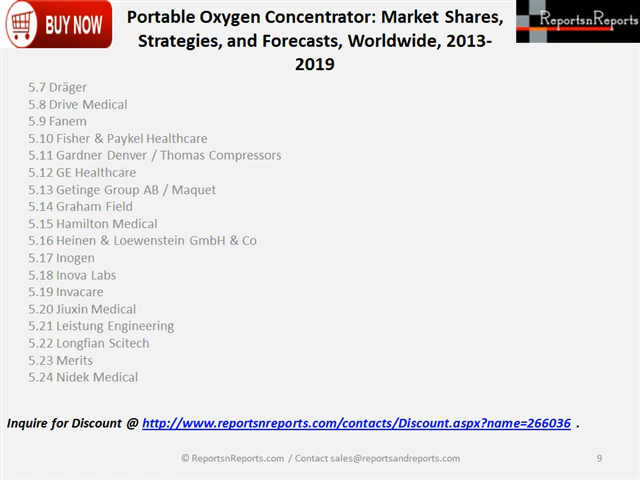 BUY NOW
Portable Oxygen Concentrator: Market Shares,
Strategies, and Forecasts, Worldwide, 2013-
2019
ReportsnReports
5.7 Dräger
5.8 Drive Medical
5.9 Fanem
5.10 Fisher & Paykel Healthcare
5.11 Gardner Denver / Thomas Compressors
5.12 GE Healthcare
5.13 Getinge Group AB / Maquet
5.14 Graham Field
5.15 Hamilton Medical
5.16 Heinen & Loewenstein GmbH & Co
5.17 Inogen
5.18 Inova Labs
5.19 Invacare
5.20 Jiuxin Medical
5.21 Leistung Engineering
5.22 Longfian Scitech
5.23 Merits
5.24 Nidek Medical
Inquire for Discount @ http://www.reportsnreports.com/contacts/Discount.aspx?name=266036 .
© ReportsnReports.com / Contact sales@reportsandreports.com
9